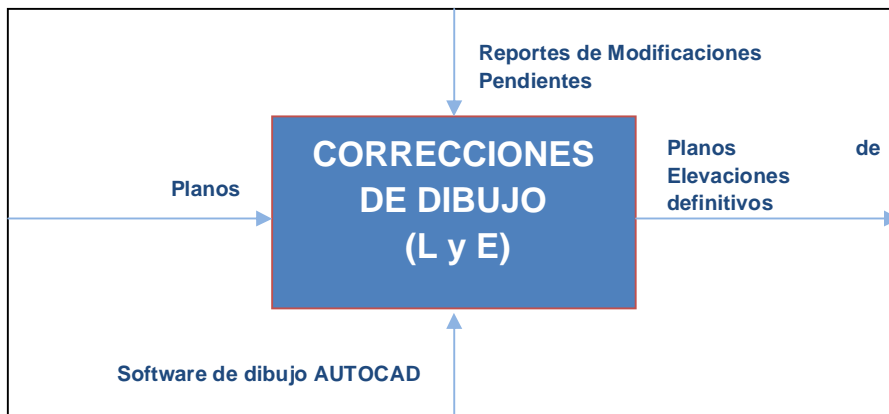 Reportes de Modificaciones
Pendientes
CORRECCIONES
DE DIBUJO
(L y E)
Planos
Planos de
Elevaciones
definitivos
Software de dibujo AUTOCAD